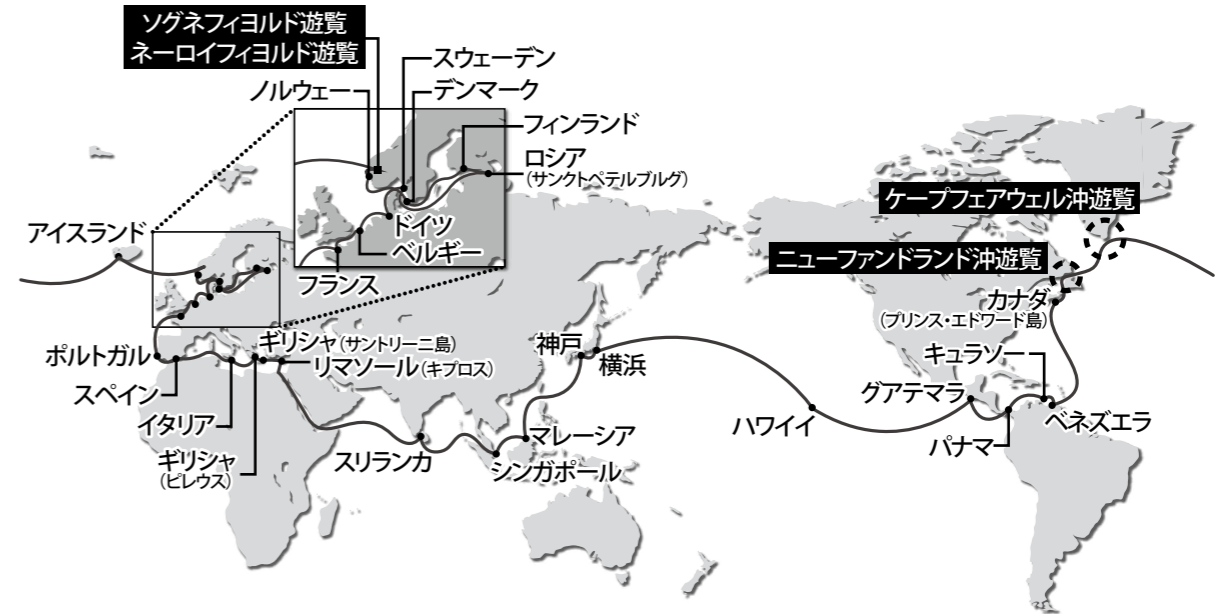 ソグネフィヨルド遊覧
ネーロイフィヨルド遊覧
スウェーデン
デンマーク
ノルウェー
フィンランド
ロシア
(サンクトペテルブルグ)
ドイツ
ベルギー
フランス
アイスランド
ケープフェアウェル沖遊覧
ニューファンドランド沖遊覧
カナダ
(プリンス・エドワード島)
ギリシャ(サントリーニ島)
リマソール(キプロス)
ポルトガル
スペイン
イタリア
ギリシャ
(ピレウス)
神戸
横浜
キュラソー
グアテマラ
ハワイイ
ベネズエラ
パナマ
マレーシア
スリランカ
シンガポール